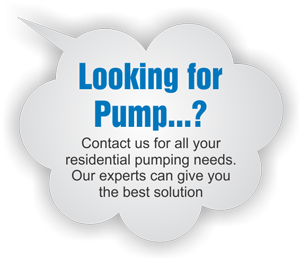 Looking for
Pump...?
Contact us for all your
residential pumping needs.
Our experts can give you
the best solution